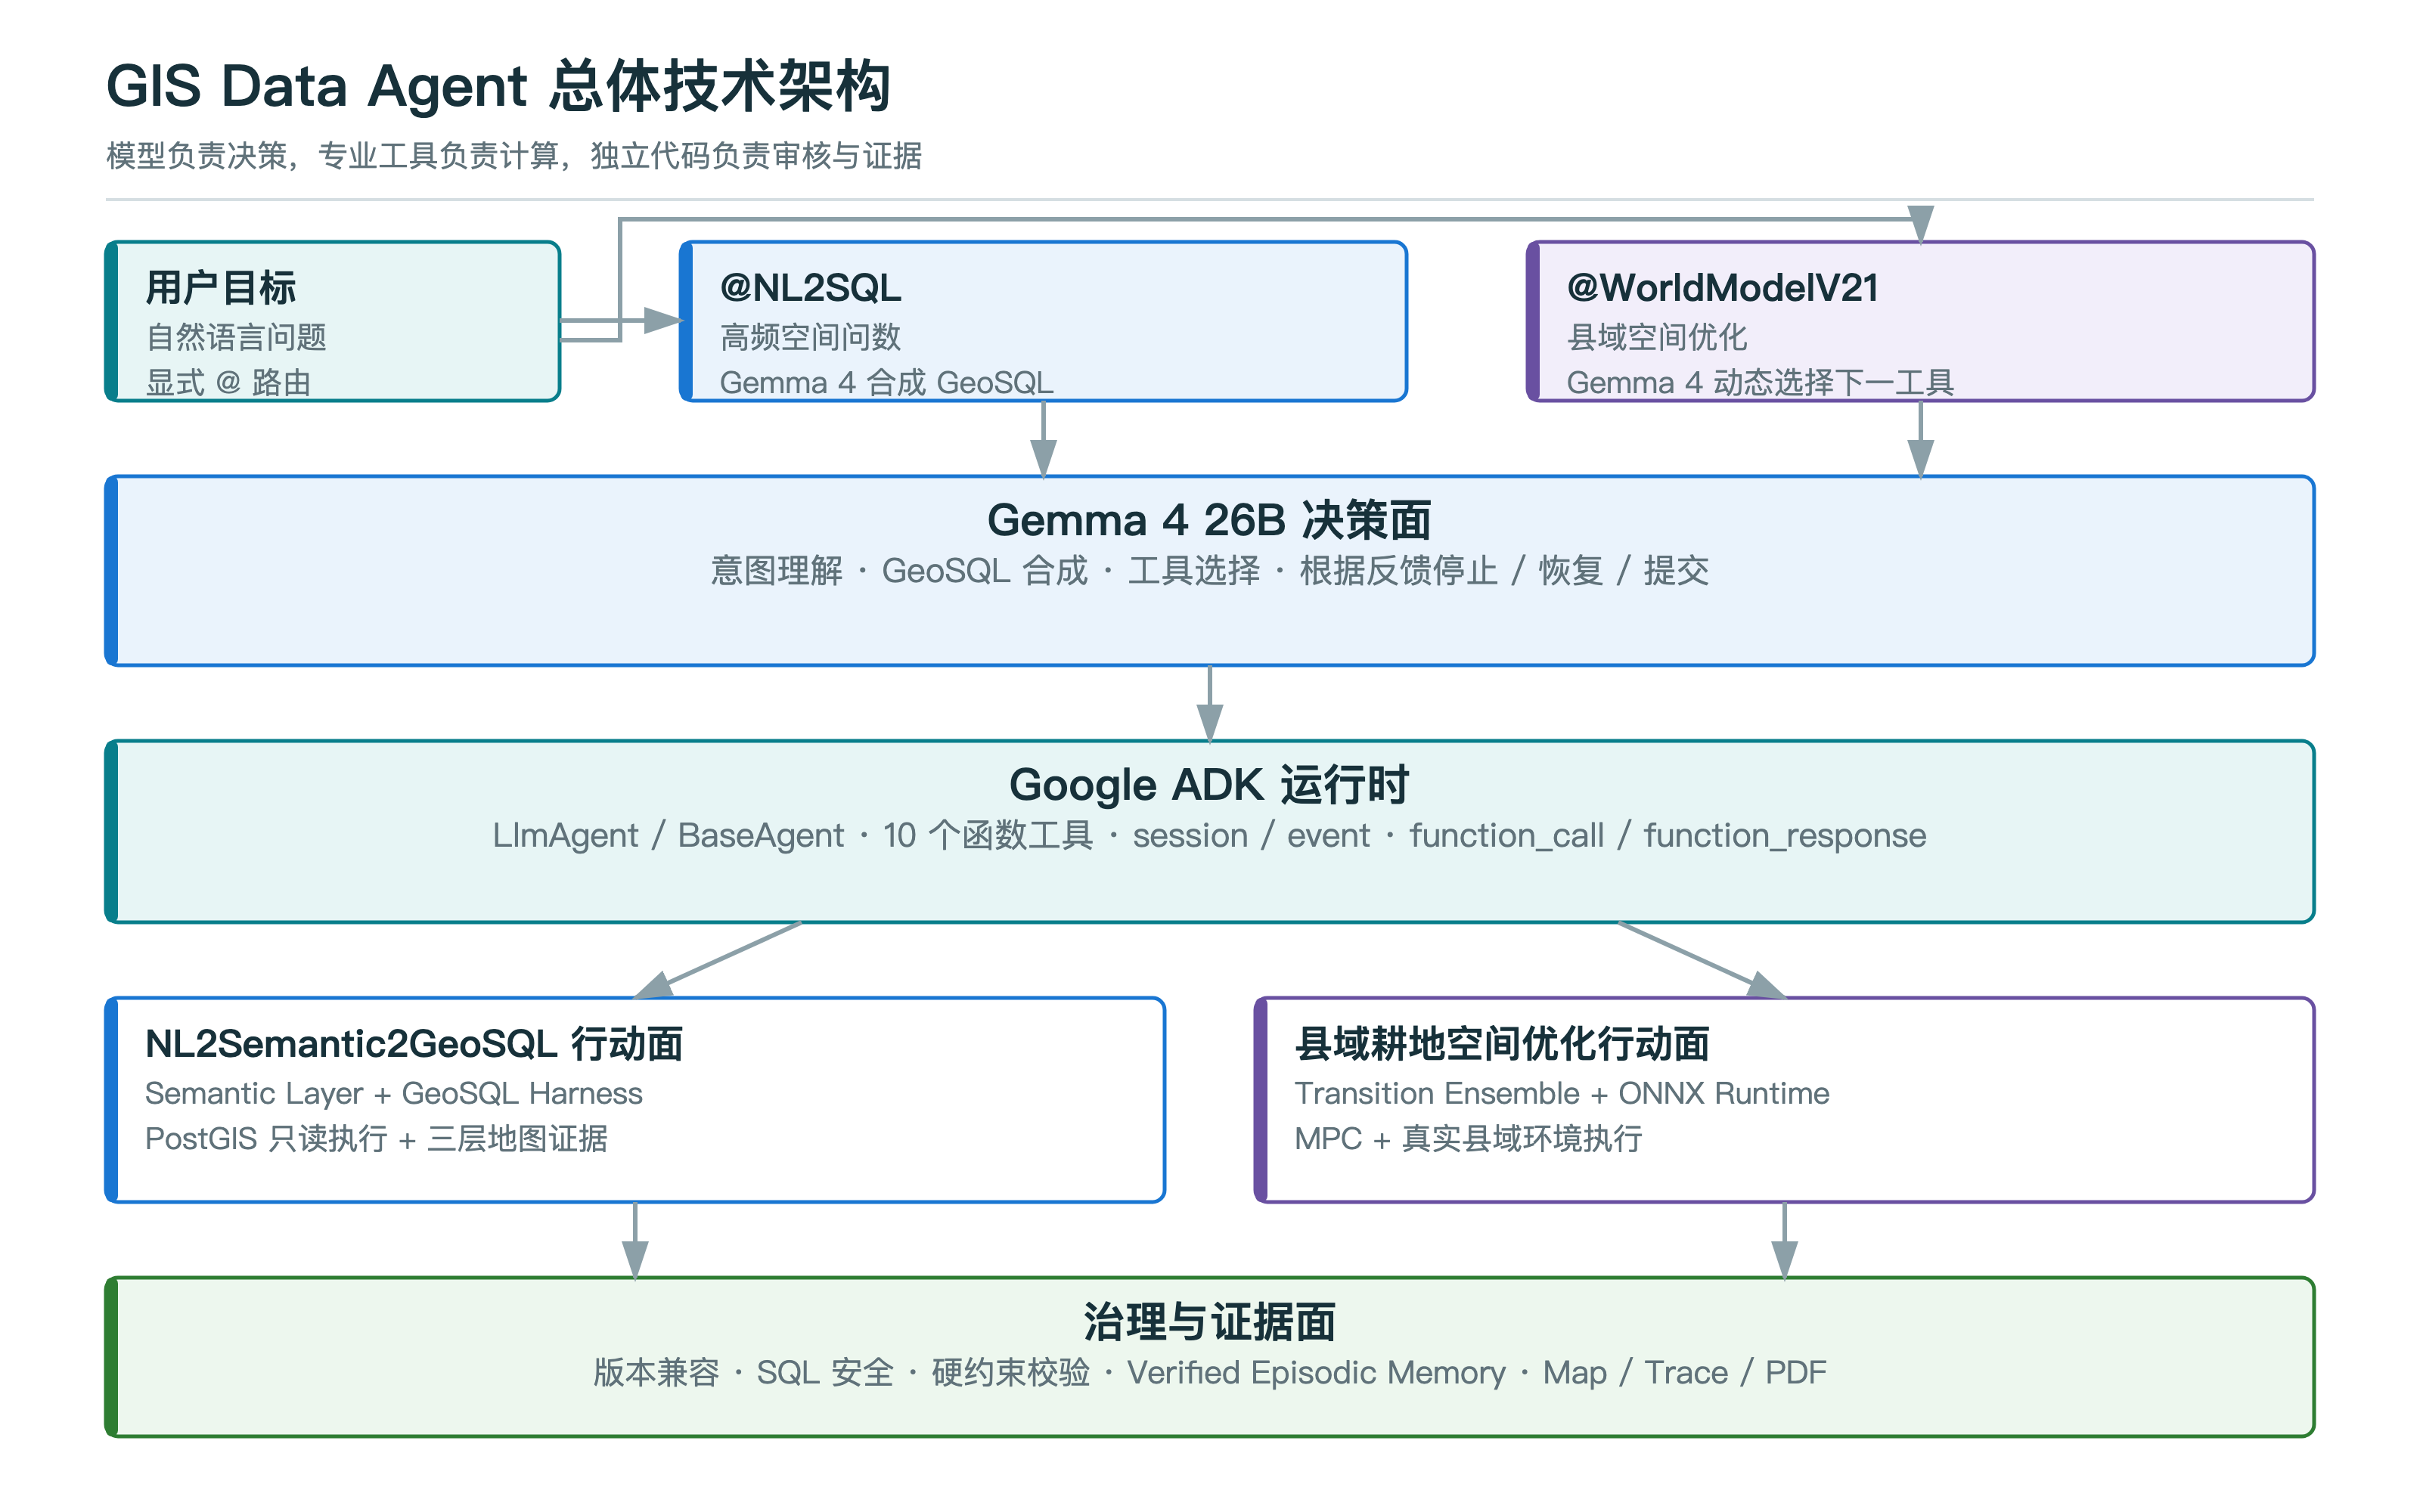 GIS Data Agent 总体技术架构
模型负责决策，专业工具负责计算，独立代码负责审核与证据
用户目标
自然语言问题
显式 @ 路由
@NL2SQL
高频空间问数
Gemma 4 合成 GeoSQL
@WorldModelV21
县域空间优化
Gemma 4 动态选择下一工具
Gemma 4 26B 决策面
意图理解 · GeoSQL 合成 · 工具选择 · 根据反馈停止 / 恢复 / 提交
Google ADK 运行时
LlmAgent / BaseAgent · 10 个函数工具 · session / event · function_call / function_response
NL2Semantic2GeoSQL 行动面
Semantic Layer + GeoSQL Harness
PostGIS 只读执行 + 三层地图证据
县域耕地空间优化行动面
Transition Ensemble + ONNX Runtime
MPC + 真实县域环境执行
治理与证据面
版本兼容 · SQL 安全 · 硬约束校验 · Verified Episodic Memory · Map / Trace / PDF